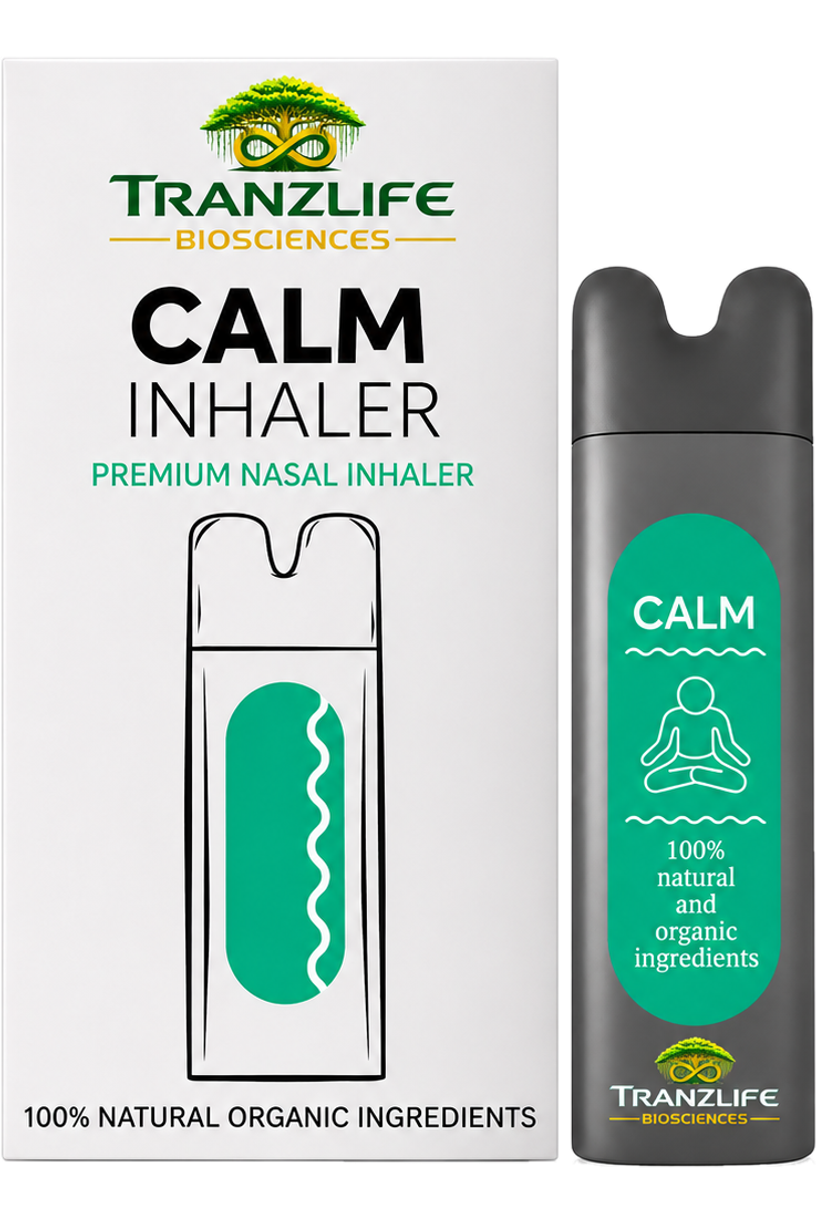 TRANZLIFE
BIOSCIENCES
CALM
INHALER
PREMIUM NASAL INHALER
100% NATURAL ORGANIC INGREDIENTS
CALM
100%
natural
and
organic
ingredients
TRANZLIFE
BIOSCIENCES